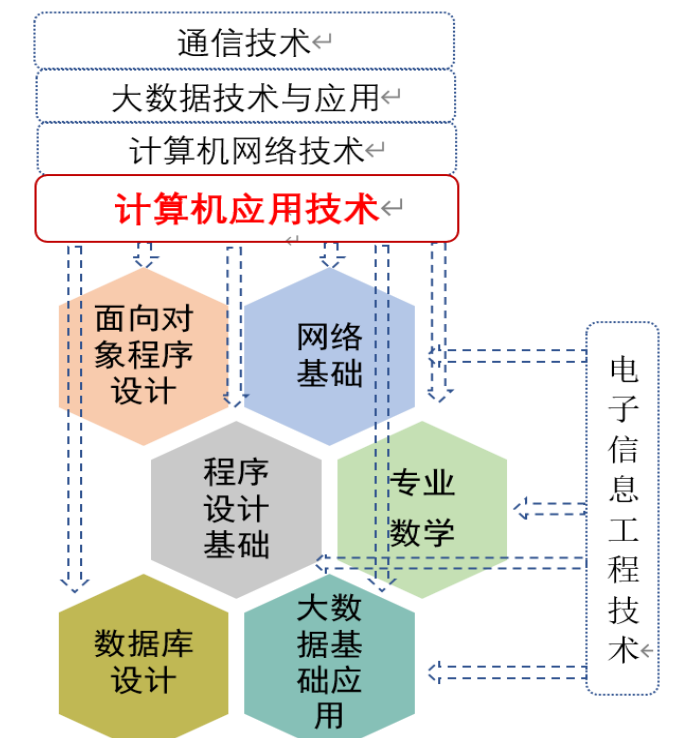 通信技术
大数据技术与应用
计算机网络技术
计算机应用技术
面向对
象程序
设计
网络
基础
程序
设计
基础
专业
数学
数据库
设计
大数
据基
础应
用
电
子
信
息
工
程
技
术